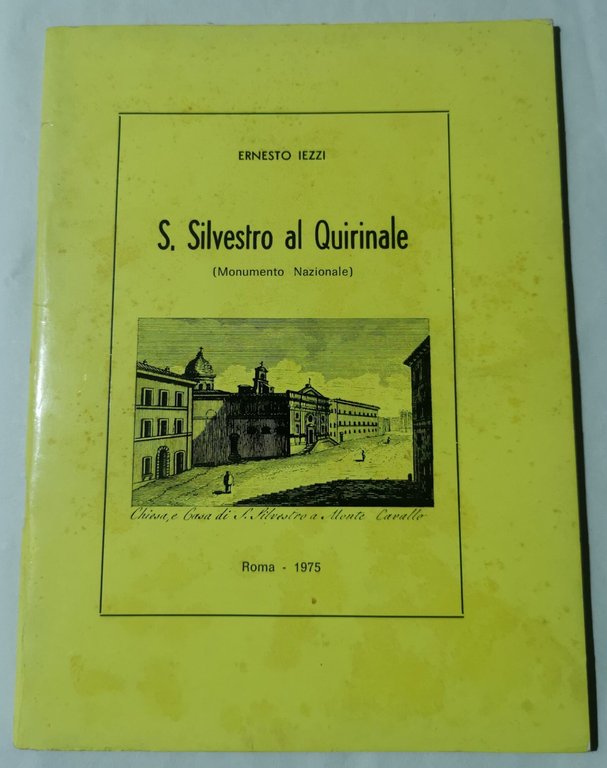 ERNESTO IEZZI
S. Silvestro al Quirinale
(Monumento Nazionale)
Chiesa, e Casa di S. Silvestro a Monte Cavallo
Roma - 1975